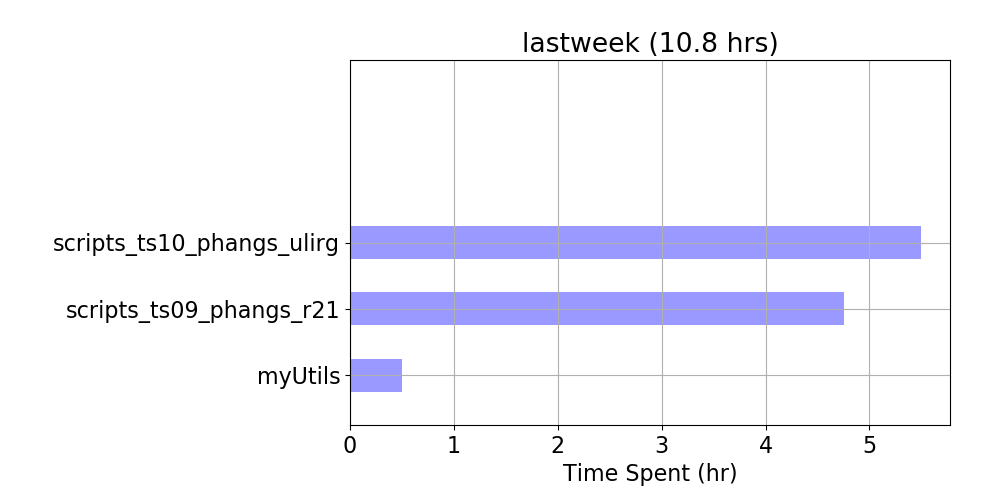 lastweek (10.8 hrs)
scripts_ts10_phangs_ulirg
scripts_ts09_phangs_r21
myUtils
0 1 2 3 4 5
Time Spent (hr)